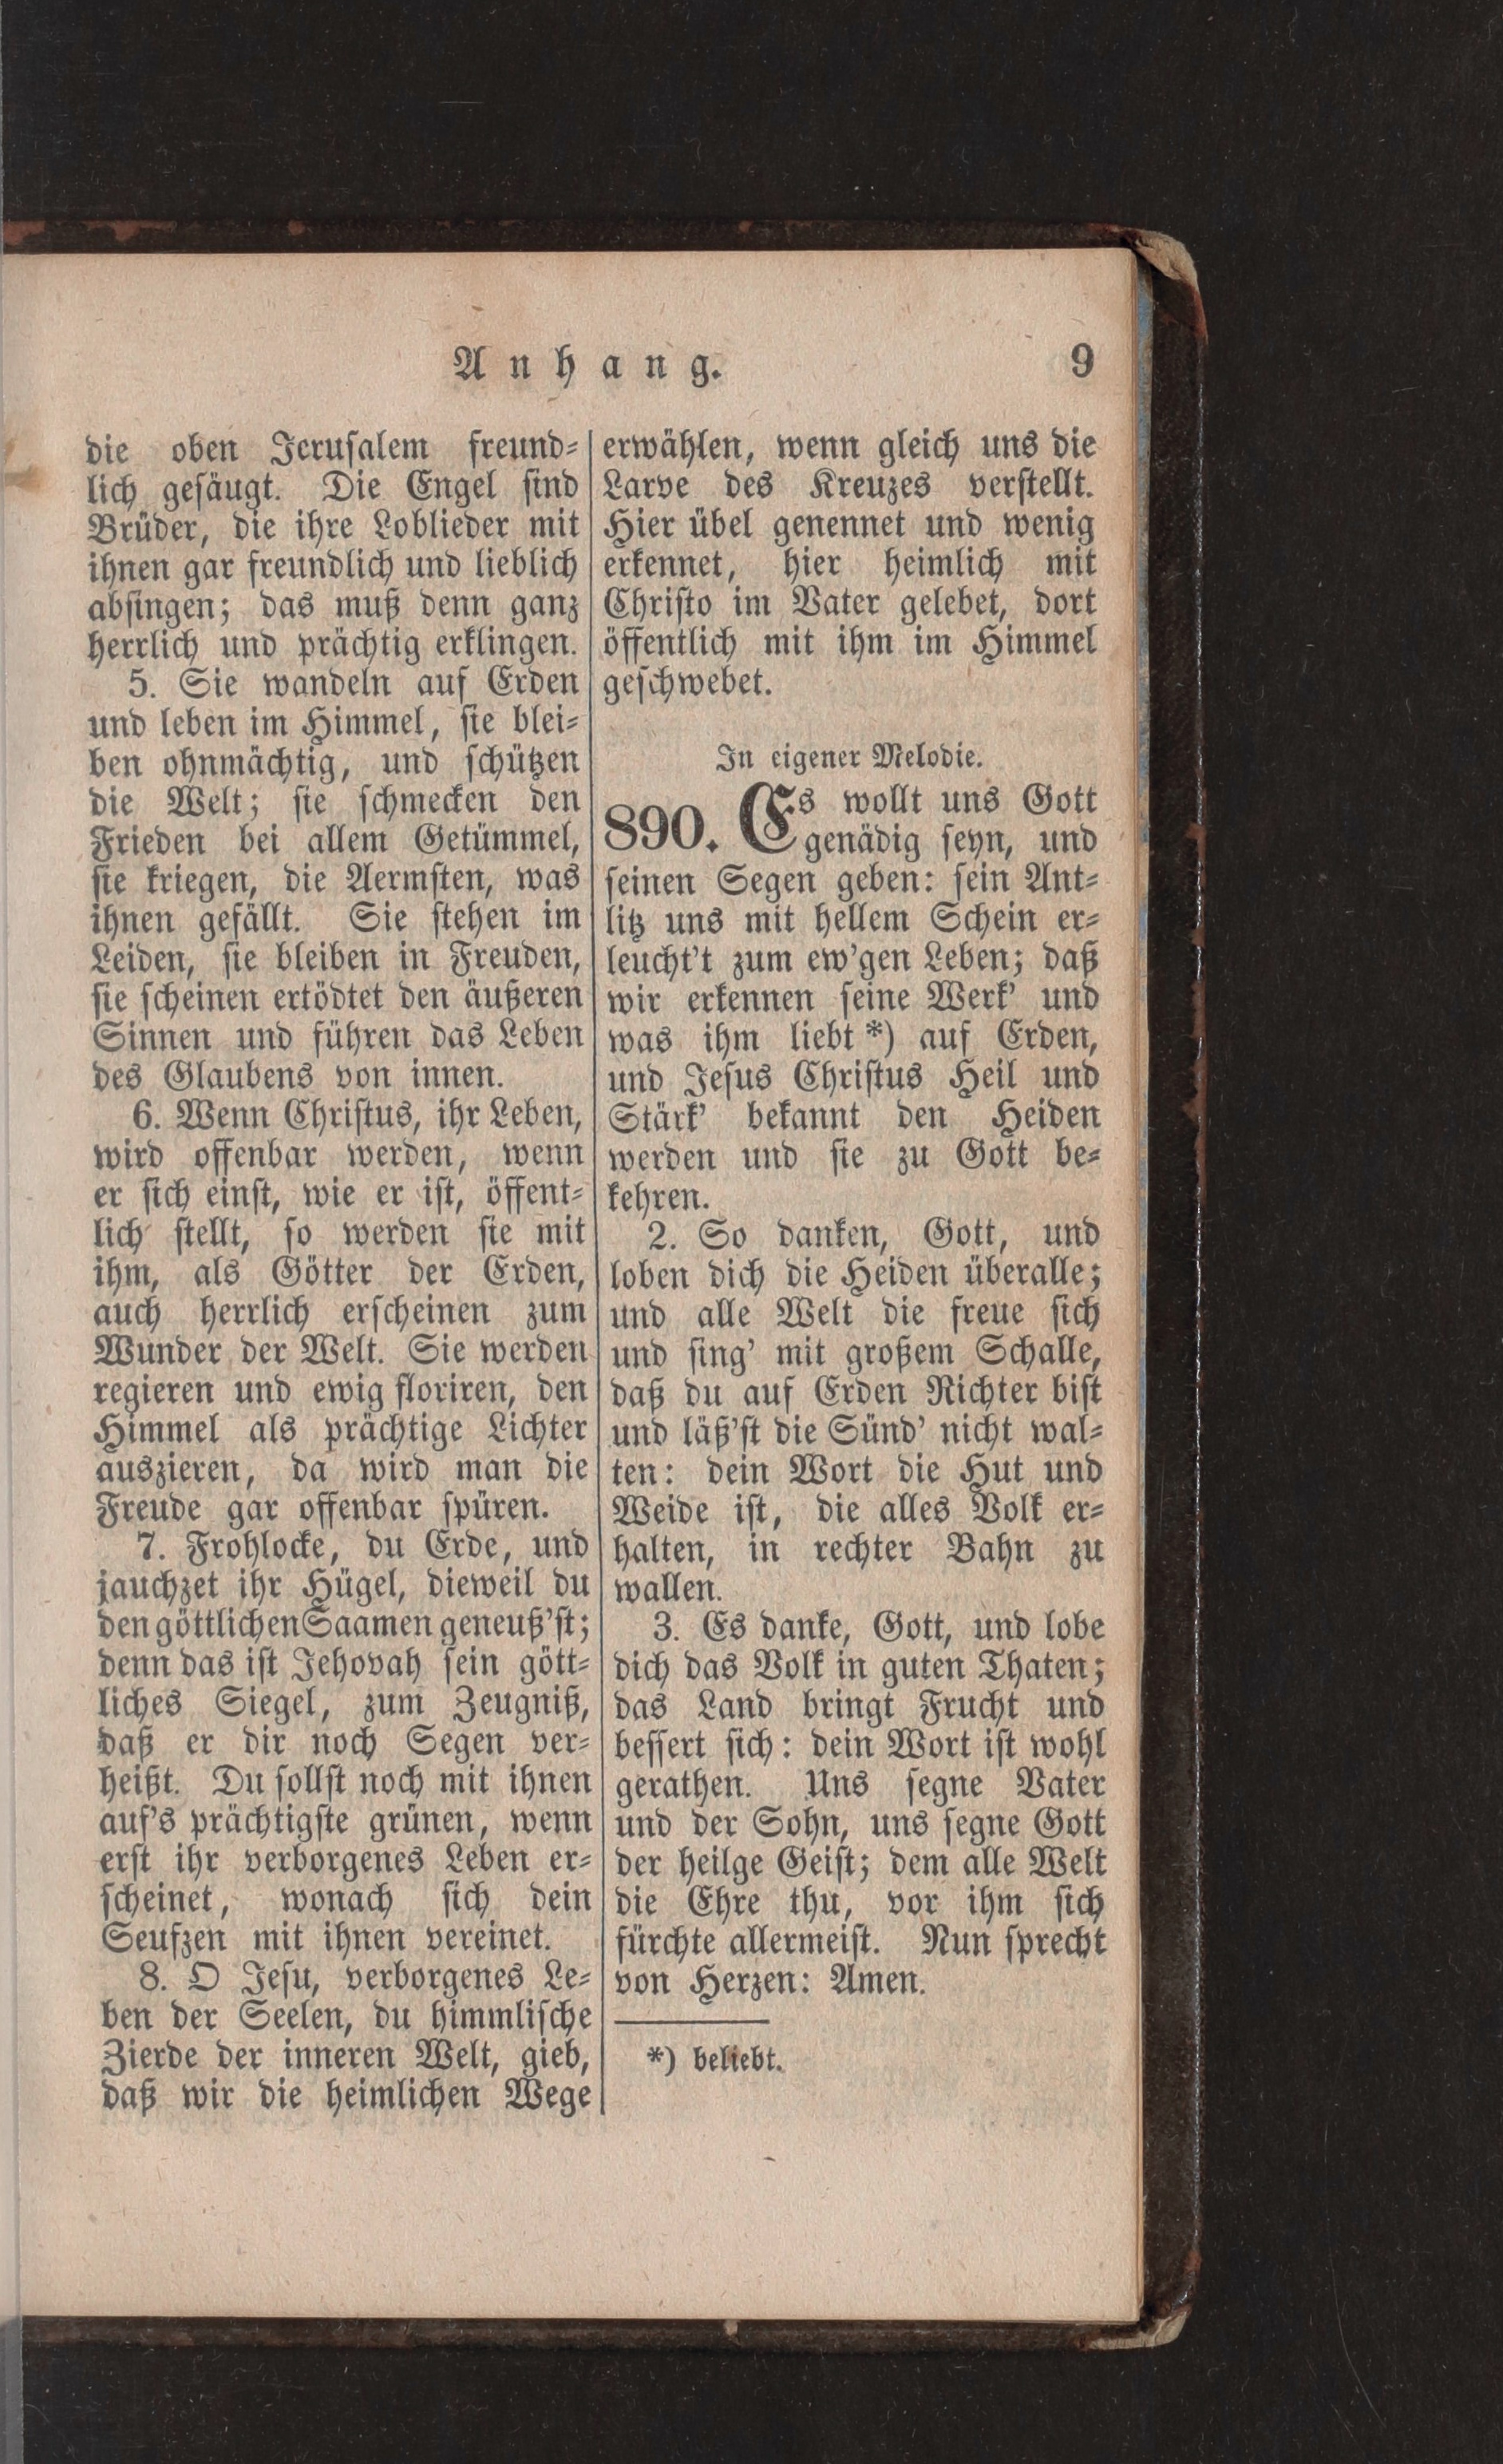 Anhang.
9
die oben Jerusalem freund-
lich gesäugt. Die Engel sind
Brüder, die ihre Loblieder mit
ihnen gar freundlich und lieblich
absingen; das muß denn ganz
herrlich und prächtig erklingen.
5. Sie wandeln auf Erden
und leben im Himmel, sie blei-
ben ohnmächtig, und schützen
die Welt; sie schmecken den
Frieden bei allem Getümmel,
sie kriegen, die Aermsten, was
ihnen gefällt. Sie stehen im
Leiden, sie bleiben in Freuden,
sie scheinen ertödtet den äußeren
Sinnen und führen das Leben
des Glaubens von innen.
6. Wenn Christus, ihr Leben,
wird offenbar werden, wenn
er sich einst, wie er ist, öffent-
lich stellt, so werden sie mit
ihm, als Götter der Erden,
auch herrlich erscheinen zum
Wunder der Welt. Sie werden
regieren und ewig floriren, den
Himmel als prächtige Lichter
auszieren, da wird man die
Freude gar offenbar spüren.
7. Frohlocke, du Erde, und
jauchzet ihr Hügel, dieweil du
den göttlichen Saamen geneuß'st;
denn das ist Jehovah sein gött-
liches Siegel, zum Zeugniß,
daß er dir noch Segen ver-
heißt. Du sollst noch mit ihnen
auf's prächtigste grünen, wenn
erst ihr verborgenes Leben er-
scheinet, wonach sich dein
Seufzen mit ihnen vereinet.
8. O Jesu, verborgenes Le-
ben der Seelen, du himmlische
Zierde der inneren Welt, gieb,
daß wir die heimlichen Wege
erwählen, wenn gleich uns die
Larve des Kreuzes verstellt.
Hier übel genennet und wenig
erkennet, hier heimlich mit
Christo im Vater gelebet, dort
öffentlich mit ihm im Himmel
geschwebet.
In eigener Melodie.
890. Es wollt uns Gott
genädig seyn, und
seinen Segen geben: sein Ant-
litz uns mit hellem Schein er-
leucht't zum ew'gen Leben; daß
wir erkennen seine Werk' und
was ihm liebt *) auf Erden,
und Jesus Christus Heil und
Stärk' bekannt den Heiden
werden und sie zu Gott be-
kehren.
2. So danken, Gott, und
loben dich die Heiden überalle;
und alle Welt die freue sich
und sing' mit großem Schalle,
daß du auf Erden Richter bist
und läß'st die Sünd' nicht wal-
ten: dein Wort die Hut und
Weide ist, die alles Volk er-
halten, in rechter Bahn zu
wallen.
3. Es danke, Gott, und lobe
dich das Volk in guten Thaten;
das Land bringt Frucht und
bessert sich: dein Wort ist wohl
gerathen. Uns segne Vater
und der Sohn, uns segne Gott
der heilge Geist; dem alle Welt
die Ehre thu, vor ihm sich
fürchte allermeist. Nun sprecht
von Herzen: Amen.
*) beliebt.